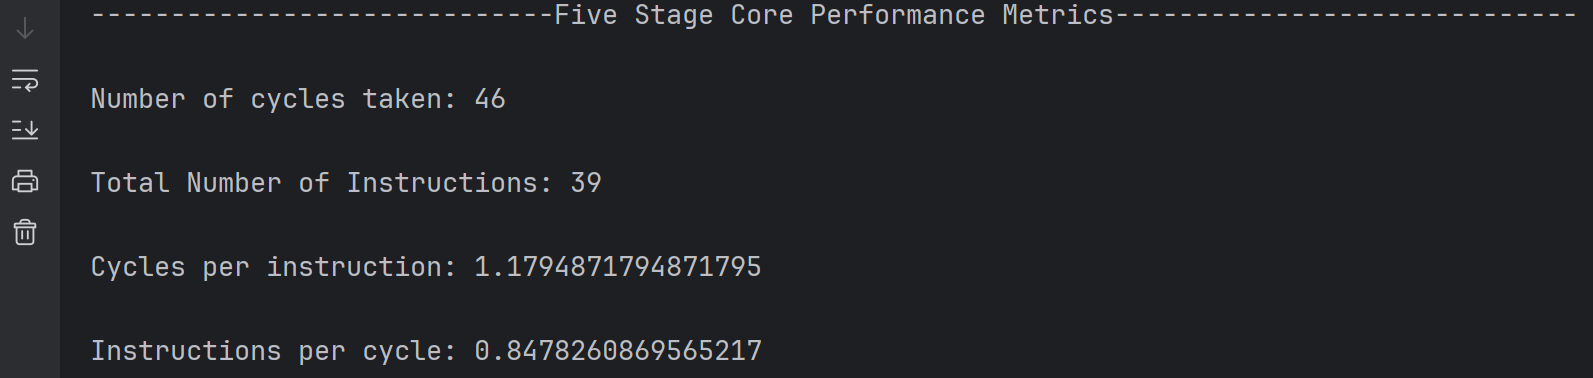 -----------------------------Five Stage Core Performance Metrics-----------------------------
Number of cycles taken: 46
Total Number of Instructions: 39
Cycles per instruction: 1.1794871794871795
Instructions per cycle: 0.8478260869565217